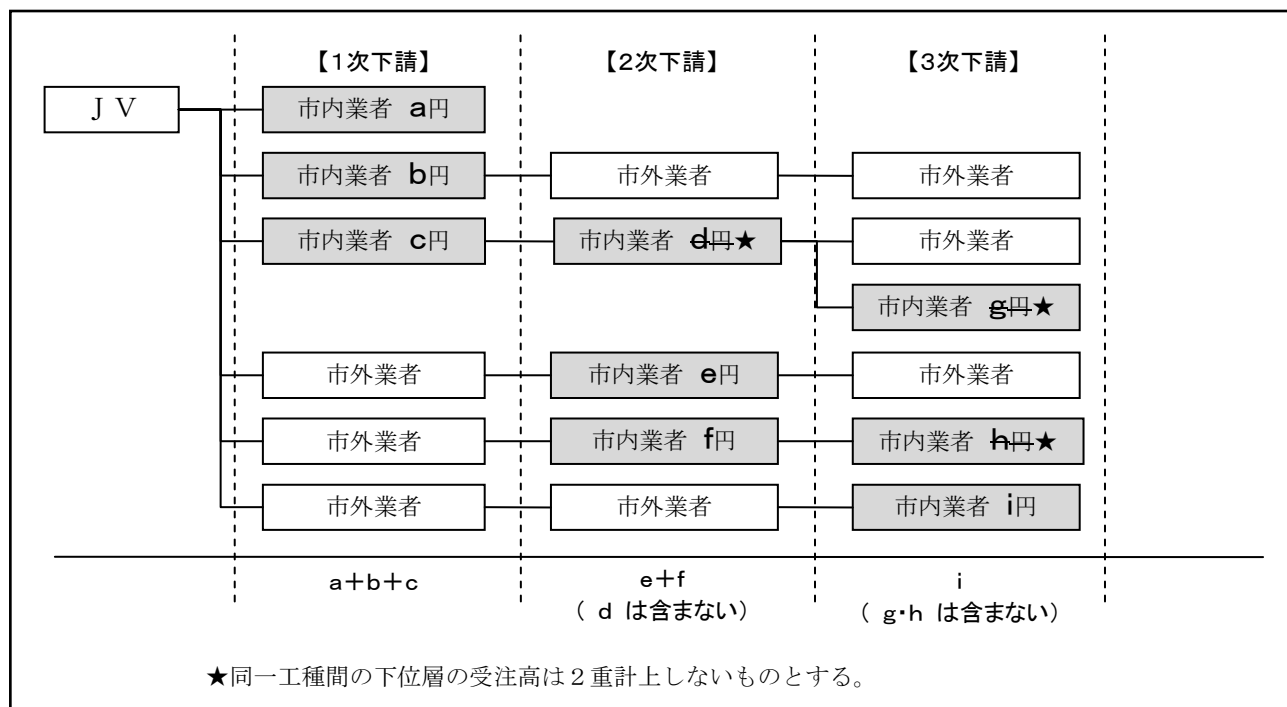 【1次下請】 【2次下請】 【3次下請】
ＪＶ 市内業者 a円
市内業者 b円 市外業者 市外業者
市内業者 c円 市内業者 d円★ 市外業者
市内業者 g円★
市外業者 市内業者 e円 市外業者
市外業者 市内業者 f円 市内業者 h円★
市外業者 市外業者 市内業者 i円
a＋b＋c e＋f i
（ d は含まない） （ g・h は含まない）
★同一工種間の下位層の受注高は２重計上しないものとする。